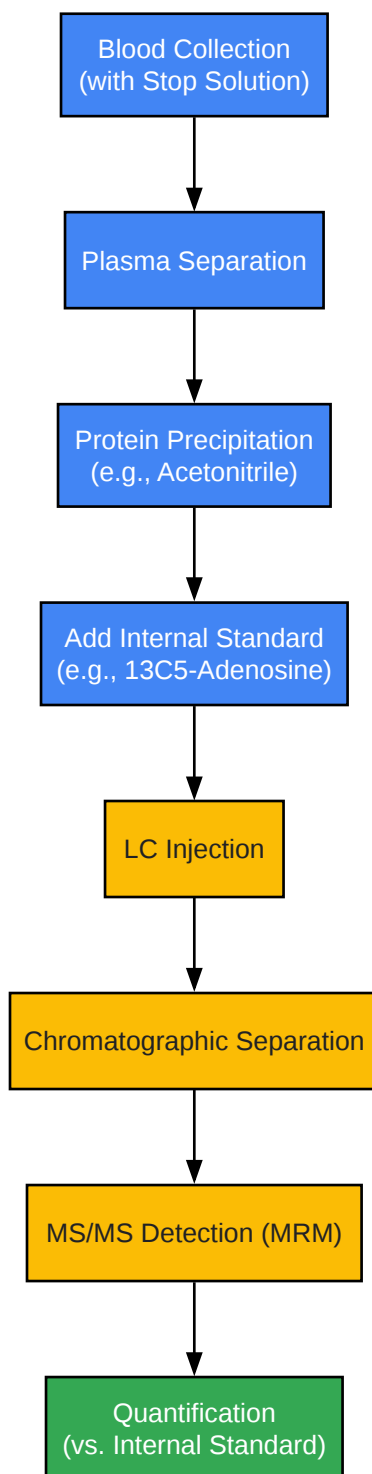 Blood Collection
(with Stop Solution)
Plasma Separation
Protein Precipitation
(e.g., Acetonitrile)
Add Internal Standard
(e.g., 13C5-Adenosine)
LC Injection
Chromatographic Separation
MS/MS Detection (MRM)
Quantification
(vs. Internal Standard)